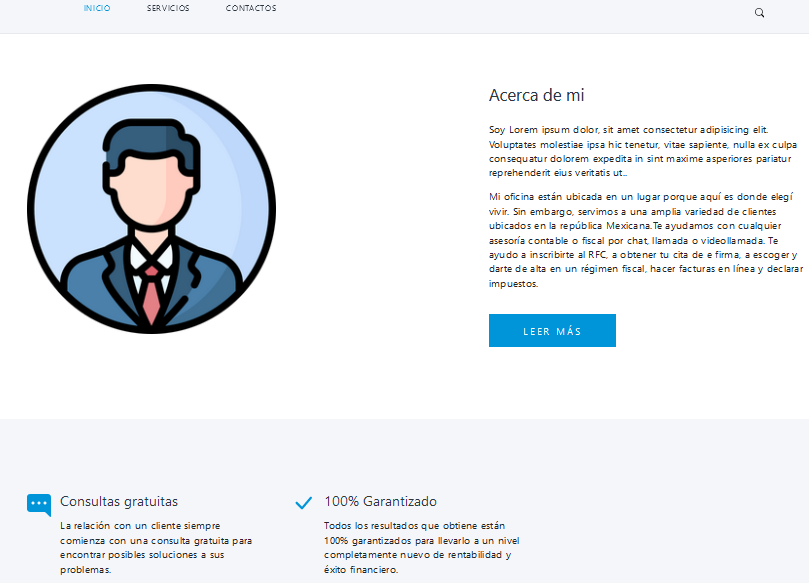 INICIO SERVICIOS CONTACTOS
Acerca de mi
Soy Lorem ipsum dolor, sit amet consectetur adipisicing elit.
Voluptates molestiae ipsa hic tenetur, vitae sapiente, nulla ex culpa
consequatur dolorem expedita in sint maxime asperiores pariatur
reprehenderit eius veritatis ut..
Mi oficina están ubicada en un lugar porque aquí es donde elegí
vivir. Sin embargo, servimos a una amplia variedad de clientes
ubicados en la república Mexicana.Te ayudamos con cualquier
asesoría contable o fiscal por chat, llamada o videollamada. Te
ayudo a inscribirte al RFC, a obtener tu cita de e firma, a escoger y
darte de alta en un régimen fiscal, hacer facturas en línea y declarar
impuestos.
LEER MÁS
Consultas gratuitas
La relación con un cliente siempre
comienza con una consulta gratuita para
encontrar posibles soluciones a sus
problemas.
100% Garantizado
Todos los resultados que obtiene están
100% garantizados para llevarlo a un nivel
completamente nuevo de rentabilidad y
éxito financiero.